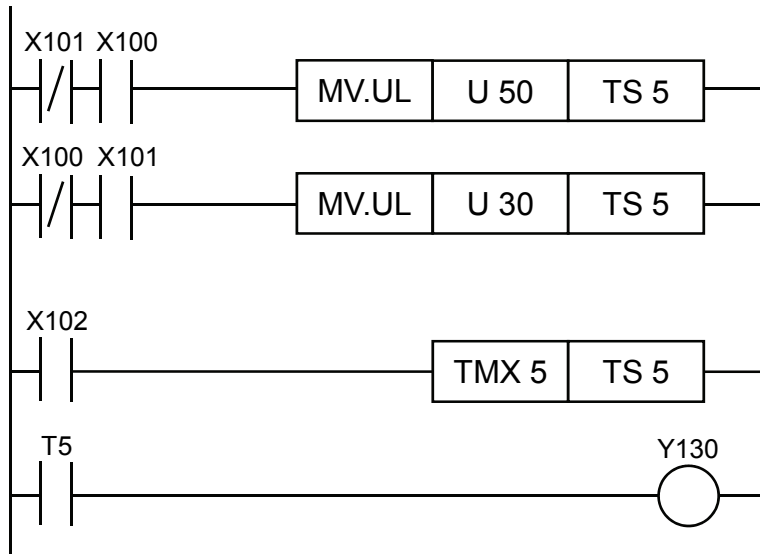 X101 X100
MV.UL U 50 TS 5
X100 X101
MV.UL U 30 TS 5
X102
TMX 5 TS 5
T5 Y130